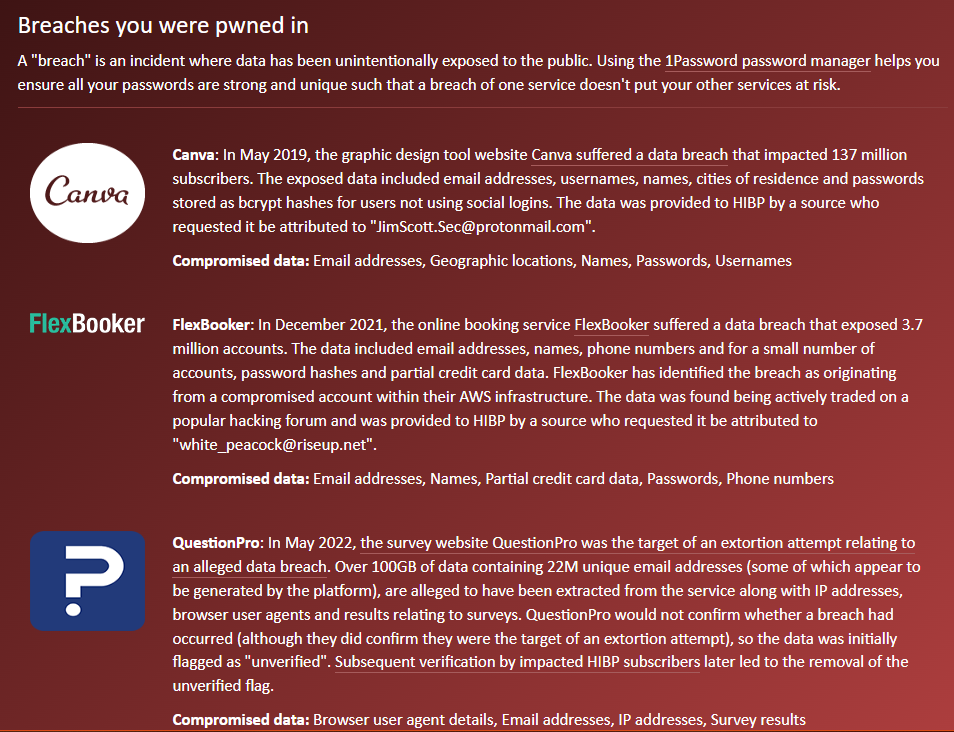 Breaches you were pwned in
A "breach" is an incident where data has been unintentionally exposed to the public. Using the 1Password password manager helps you
ensure all your passwords are strong and unique such that a breach of one service doesn't put your other services at risk.
Canva
Canva: In May 2019, the graphic design tool website Canva suffered a data breach that impacted 137 million
subscribers. The exposed data included email addresses, usernames, names, cities of residence and passwords
stored as bcrypt hashes for users not using social logins. The data was provided to HIBP by a source who
requested it be attributed to "JimScott.Sec@protonmail.com".
Compromised data: Email addresses, Geographic locations, Names, Passwords, Usernames
FlexBooker
FlexBooker: In December 2021, the online booking service FlexBooker suffered a data breach that exposed 3.7
million accounts. The data included email addresses, names, phone numbers and for a small number of
accounts, password hashes and partial credit card data. FlexBooker has identified the breach as originating
from a compromised account within their AWS infrastructure. The data was found being actively traded on a
popular hacking forum and was provided to HIBP by a source who requested it be attributed to
"white_peacock@riseup.net".
Compromised data: Email addresses, Names, Partial credit card data, Passwords, Phone numbers
QuestionPro: In May 2022, the survey website QuestionPro was the target of an extortion attempt relating to
an alleged data breach. Over 100GB of data containing 22M unique email addresses (some of which appear to
be generated by the platform), are alleged to have been extracted from the service along with IP addresses,
browser user agents and results relating to surveys. QuestionPro would not confirm whether a breach had
occurred (although they did confirm they were the target of an extortion attempt), so the data was initially
flagged as "unverified". Subsequent verification by impacted HIBP subscribers later led to the removal of the
unverified flag.
Compromised data: Browser user agent details, Email addresses, IP addresses, Survey results